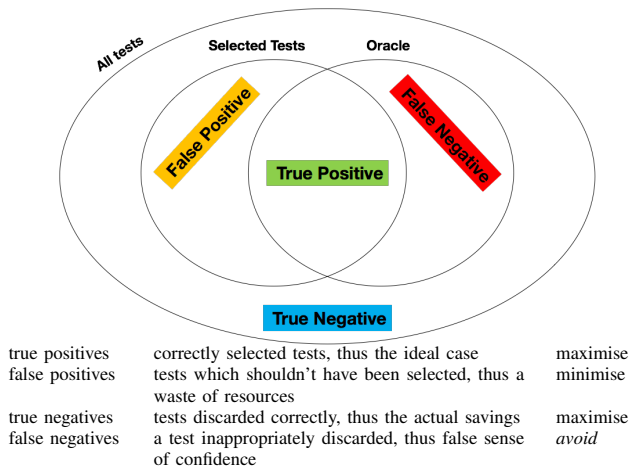 All tests
Selected Tests
Oracle
False Positive
False Negative
True Positive
True Negative
true positives correctly selected tests, thus the ideal case maximise
false positives tests which shouldn't have been selected, thus a minimise
waste of resources
true negatives tests discarded correctly, thus the actual savings maximise
false negatives a test inappropriately discarded, thus false sense avoid
of confidence